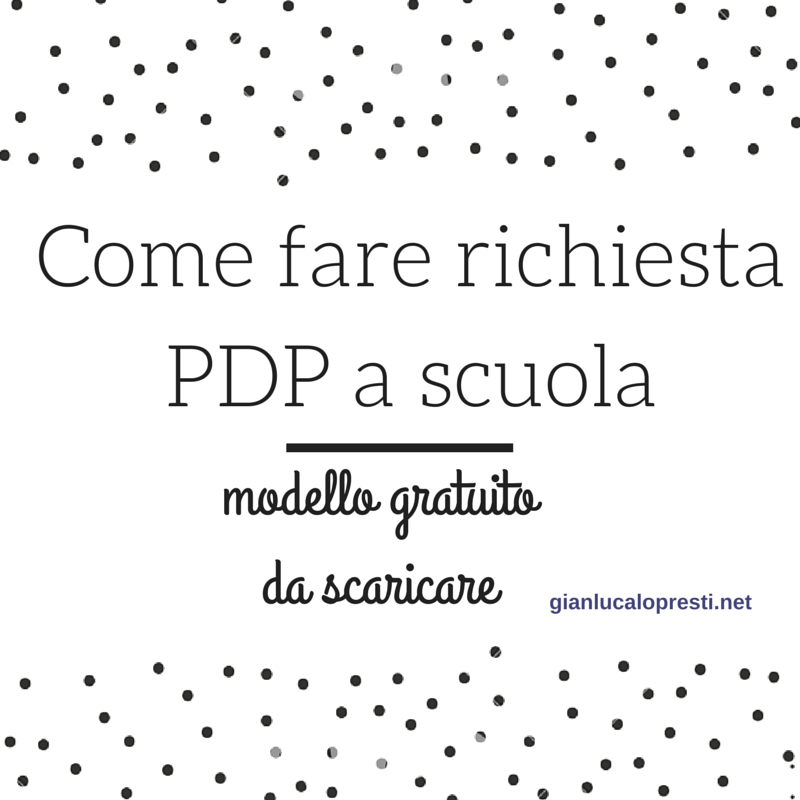 Come fare richiesta
PDP a scuola
modello gratuito
da scaricare
gianlucalopresti.net